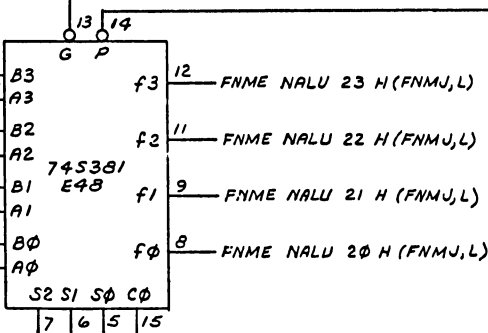 13 14
G P
B3 f3 12 FNME NALU 23 H(FNMJ,L)
A3
B2 f2 11 FNME NALU 22 H(FNMJ,L)
A2
74S381
B1 E48 f1 9 FNME NALU 21 H(FNMJ,L)
A1
BØ fØ 8 FNME NALU 2Ø H(FNMJ,L)
AØ
S2 S1 SØ CØ
7 6 5 15